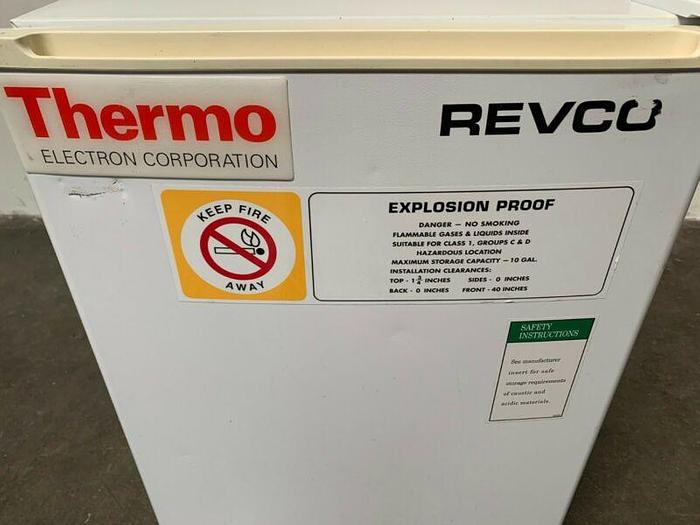 Thermo
ELECTRON CORPORATION
REVCO
KEEP FIRE
AWAY
EXPLOSION PROOF
DANGER — NO SMOKING
FLAMMABLE GASES & LIQUIDS INSIDE
SUITABLE FOR CLASS 1, GROUPS C & D
HAZARDOUS LOCATION
MAXIMUM STORAGE CAPACITY — 10 GAL.
INSTALLATION CLEARANCES:
TOP - 1¾ INCHES SIDES - 0 INCHES
BACK - 0 INCHES FRONT - 40 INCHES
SAFETY
INSTRUCTIONS
See manufacturer
insert for safe
storage requirements
of caustic and
acidic materials.